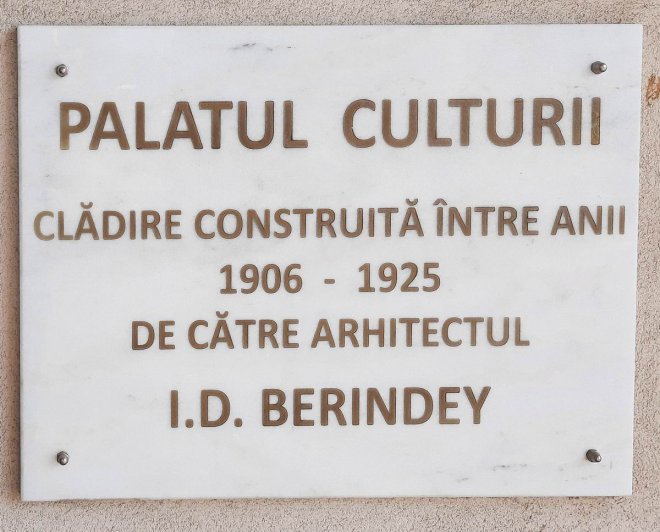 PALATUL CULTURII
CLĂDIRE CONSTRUITĂ ÎNTRE ANII
1906 - 1925
DE CĂTRE ARHITECTUL
I.D. BERINDEY